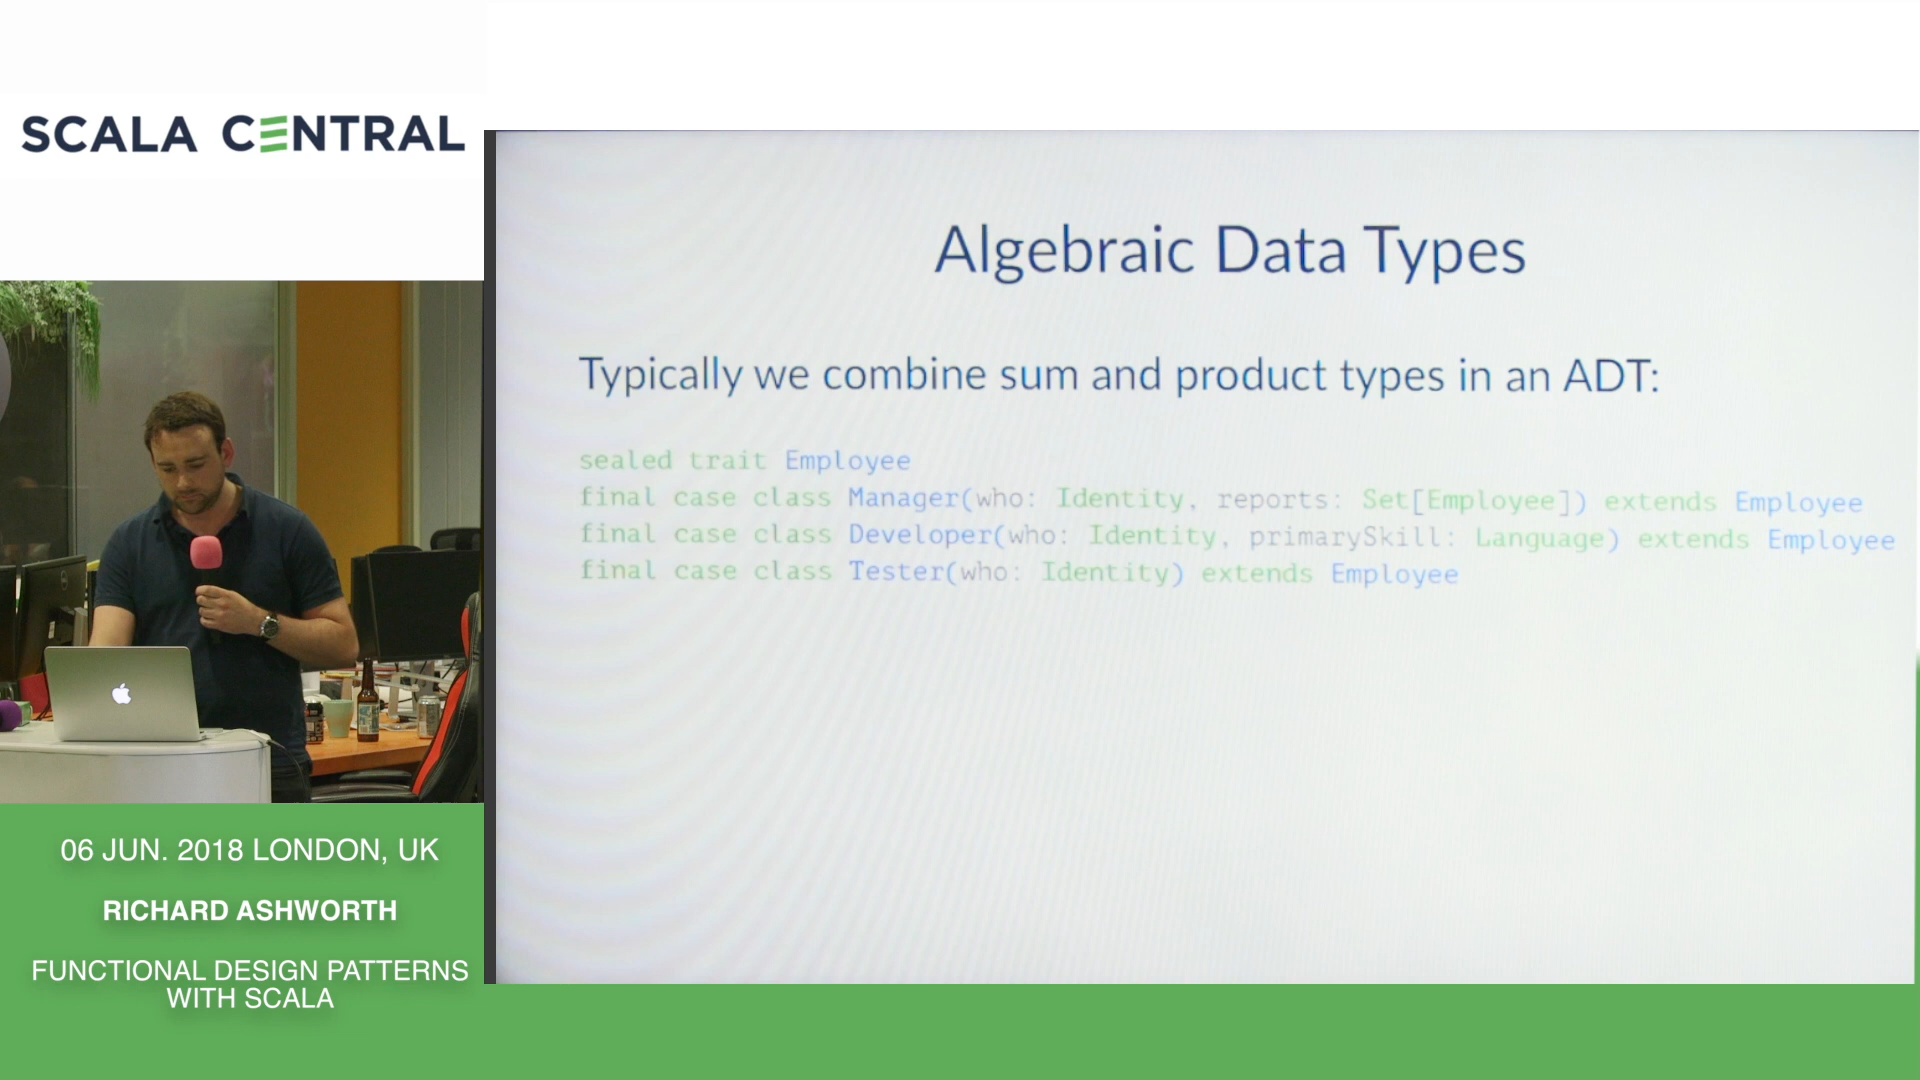 SCALA CENTRAL
Algebraic Data Types
Typically we combine sum and product types in an ADT:
sealed trait Employee
final case class Manager(who: Identity, reports: Set[Employee]) extends Employee
final case class Developer(who: Identity, primarySkill: Language) extends Employee
final case class Tester(who: Identity) extends Employee
06 JUN. 2018 LONDON, UK
RICHARD ASHWORTH
FUNCTIONAL DESIGN PATTERNS
WITH SCALA